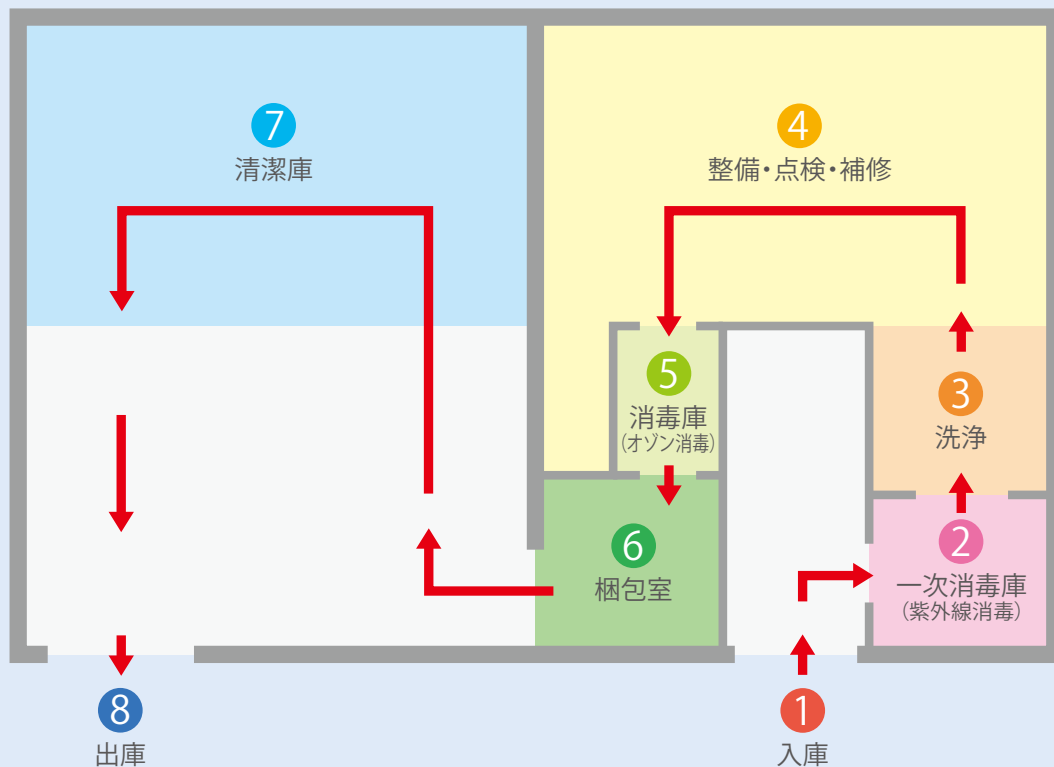 7
清潔庫
4
整備・点検・補修
5
消毒庫
(オゾン消毒)
3
洗浄
6
梱包室
2
一次消毒庫
(紫外線消毒)
8
出庫
1
入庫